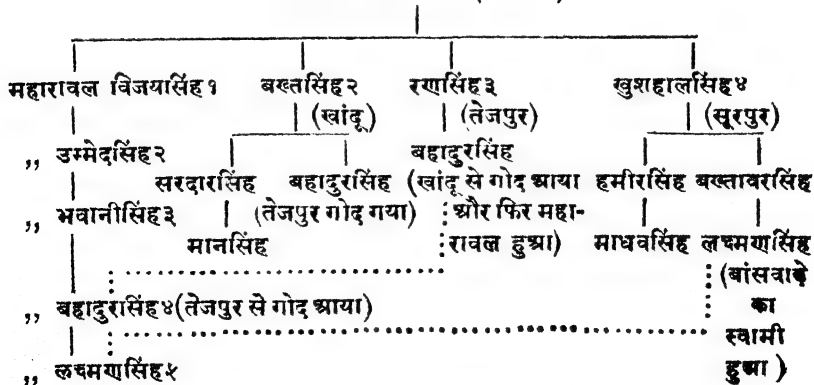 महारावल विजयसिंह१ बख्तसिंह२ रणसिंह३ खुशहालसिंह४
(खांदू) (तेजपुर) (सूरपुर)
,, उम्मेदसिंह२ बहादुरसिंह
सरदारसिंह बहादुरसिंह (खांदू से गोद आया हमीरसिंह बख्तावरसिंह
,, भवानीसिंह३ (तेजपुर गोद गया) और फिर महा-
मानसिंह रावल हुआ) माधवसिंह लक्ष्मणसिंह
(बांसवाड़े
,, बहादुरसिंह४ (तेजपुर से गोद आया) का
स्वामी
,, लक्ष्मणसिंह५ हुआ )